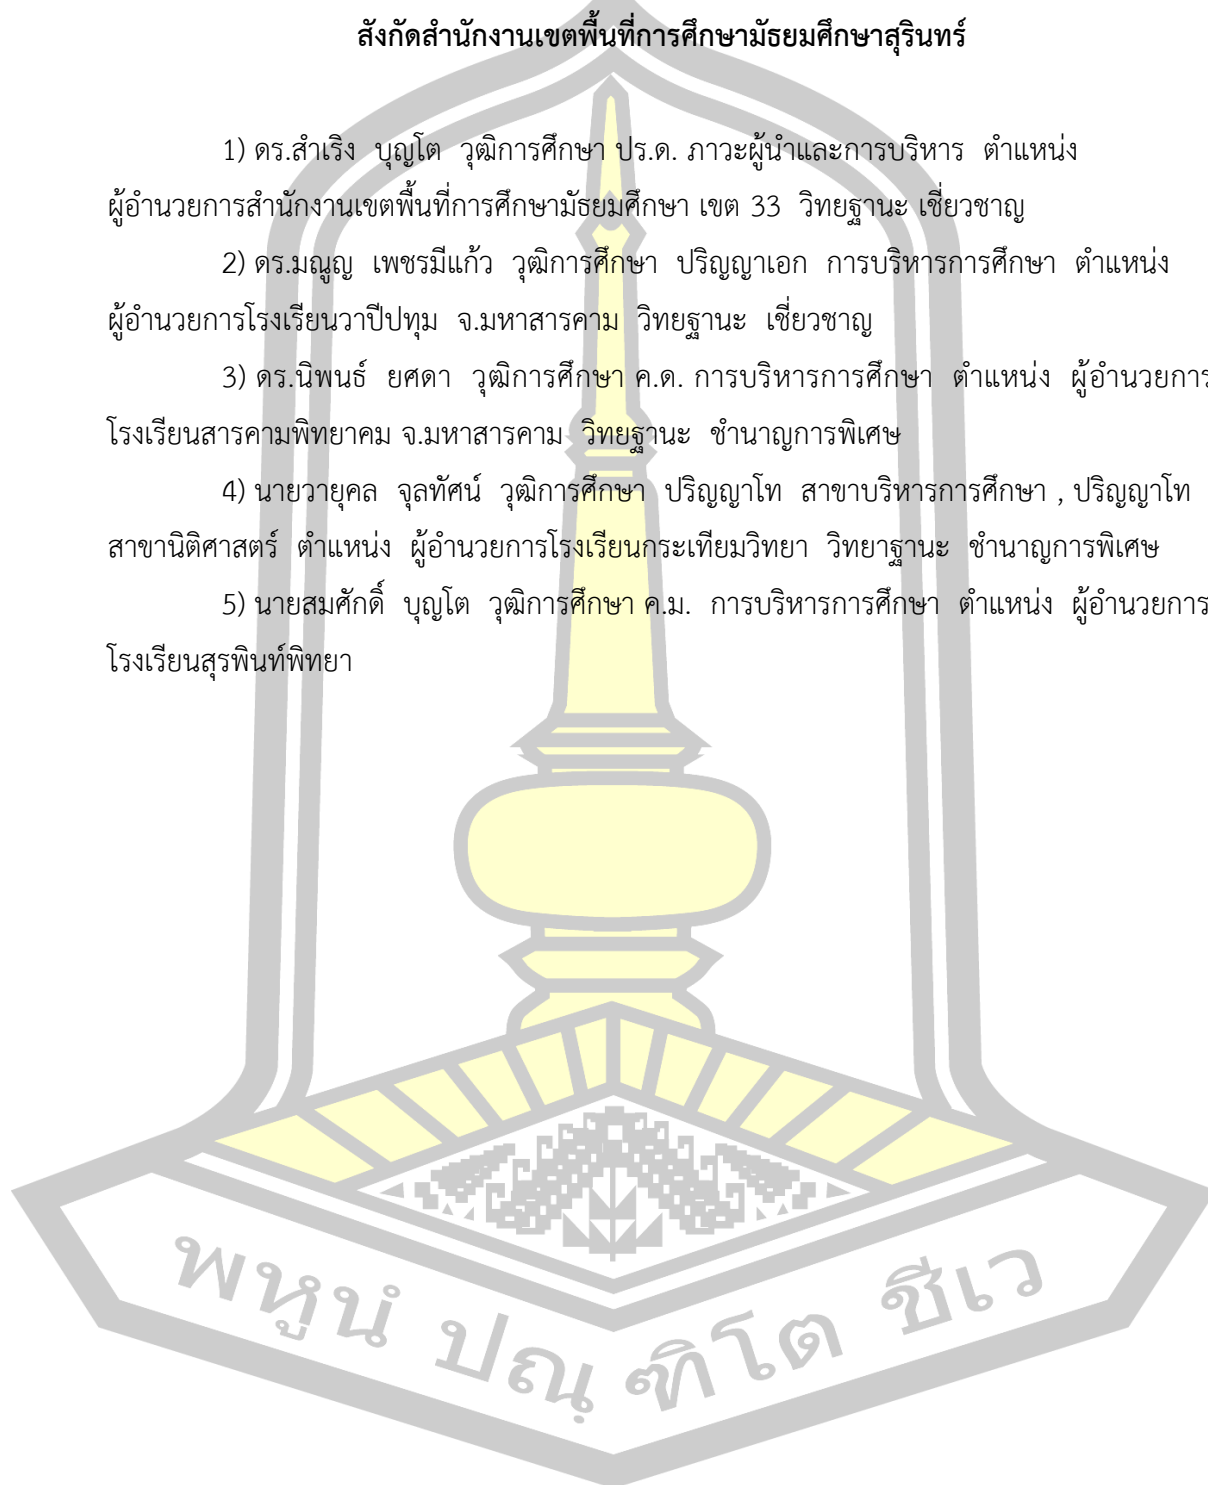 สังกัดสำนักงานเขตพื้นที่การศึกษามัธยมศึกษาสุรินทร์
1) ดร.สำเริง บุญโต วุฒิการศึกษา ปร.ด. ภาวะผู้นำและการบริหาร ตำแหน่ง
ผู้อำนวยการสำนักงานเขตพื้นที่การศึกษามัธยมศึกษา เขต 33 วิทยฐานะ เชี่ยวชาญ
2) ดร.มณูญ เพชรมีแก้ว วุฒิการศึกษา ปริญญาเอก การบริหารการศึกษา ตำแหน่ง
ผู้อำนวยการโรงเรียนวาปีปทุม จ.มหาสารคาม วิทยฐานะ เชี่ยวชาญ
3) ดร.นิพนธ์ ยศดา วุฒิการศึกษา ค.ด. การบริหารการศึกษา ตำแหน่ง ผู้อำนวยการ
โรงเรียนสารคามพิทยาคม จ.มหาสารคาม วิทยฐานะ ชำนาญการพิเศษ
4) นายวายุคล จุลทัศน์ วุฒิการศึกษา ปริญญาโท สาขาบริหารการศึกษา , ปริญญาโท
สาขานิติศาสตร์ ตำแหน่ง ผู้อำนวยการโรงเรียนกระเทียมวิทยา วิทยาฐานะ ชำนาญการพิเศษ
5) นายสมศักดิ์ บุญโต วุฒิการศึกษา ค.ม. การบริหารการศึกษา ตำแหน่ง ผู้อำนวยการ
โรงเรียนสุรพินท์พิทยา
พหูนํ ปณฺฑิโต ชีเว